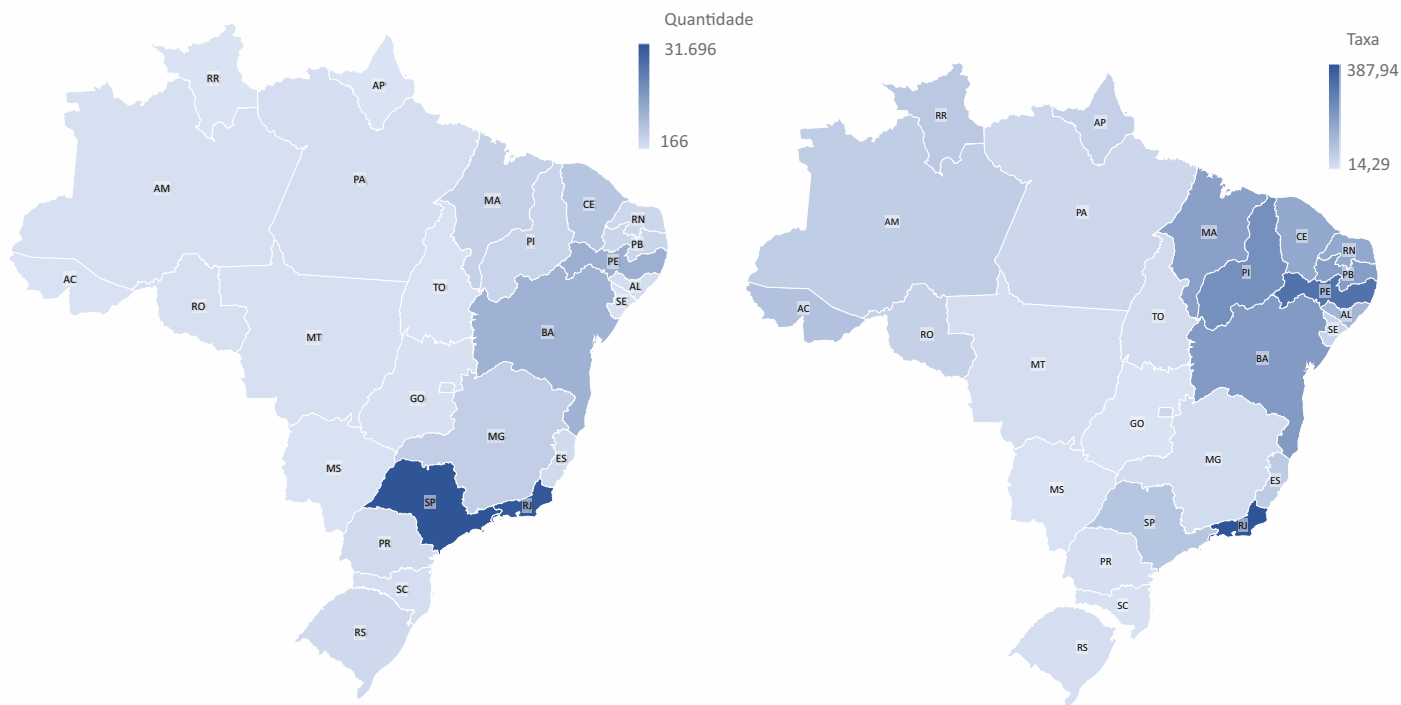 Quantidade
31.696
166
RR
AP
AM
PA
MA
CE
RN
PI
PB
PE
AC
TO
AL
RO
SE
MT
BA
GO
MG
MS
ES
SP
RJ
PR
SC
RS
Taxa
387,94
14,29
RR
AP
AM
PA
MA
CE
RN
PI
PB
PE
AC
TO
AL
RO
SE
MT
BA
GO
MG
MS
ES
SP
RJ
PR
SC
RS